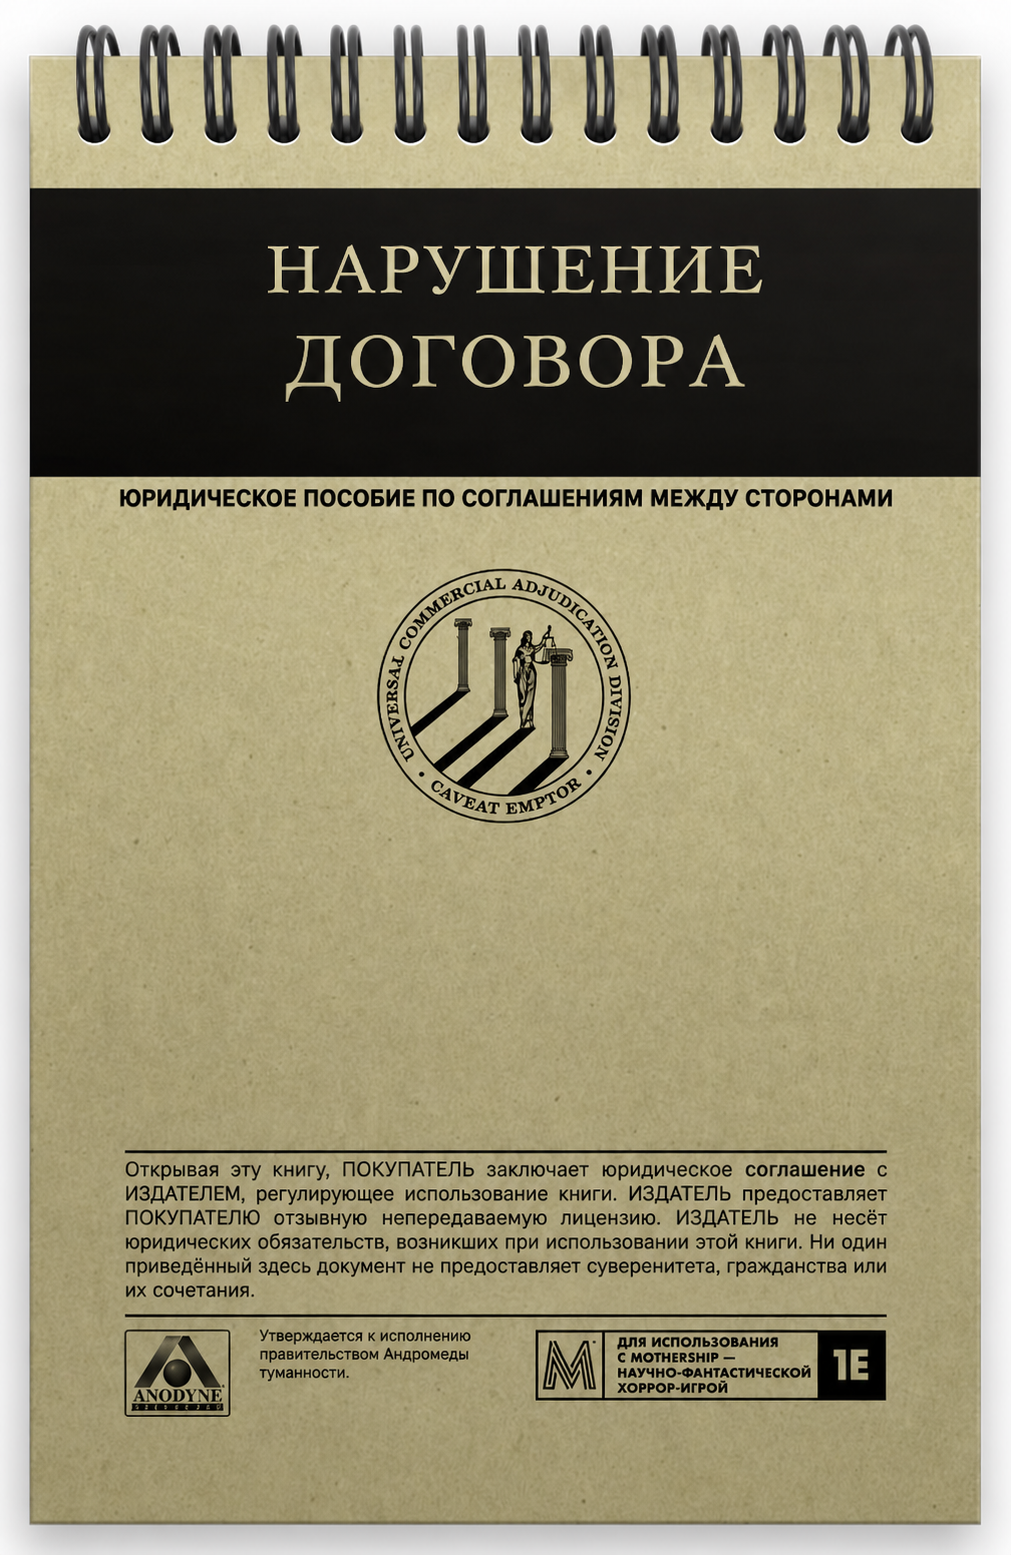 НАРУШЕНИЕ
ДОГОВОРА
ЮРИДИЧЕСКОЕ ПОСОБИЕ ПО СОГЛАШЕНИЯМ МЕЖДУ СТОРОНАМИ
UNIVERSAL COMMERCIAL ADJUDICATION DIVISION
• CAVEAT EMPTOR •
Открывая эту книгу, ПОКУПАТЕЛЬ заключает юридическое соглашение с
ИЗДАТЕЛЕМ, регулирующее использование книги. ИЗДАТЕЛЬ предоставляет
ПОКУПАТЕЛЮ отзывную непередаваемую лицензию. ИЗДАТЕЛЬ не несёт
юридических обязательств, возникших при использовании этой книги. Ни один
приведённый здесь документ не предоставляет суверенитета, гражданства или
их сочетания.
ANODYNE
Утверждается к исполнению
правительством Андромеды
туманности.
M
ДЛЯ ИСПОЛЬЗОВАНИЯ
С MOTHERSHIP —
НАУЧНО-ФАНТАСТИЧЕСКОЙ
ХОРРОР-ИГРОЙ
1E